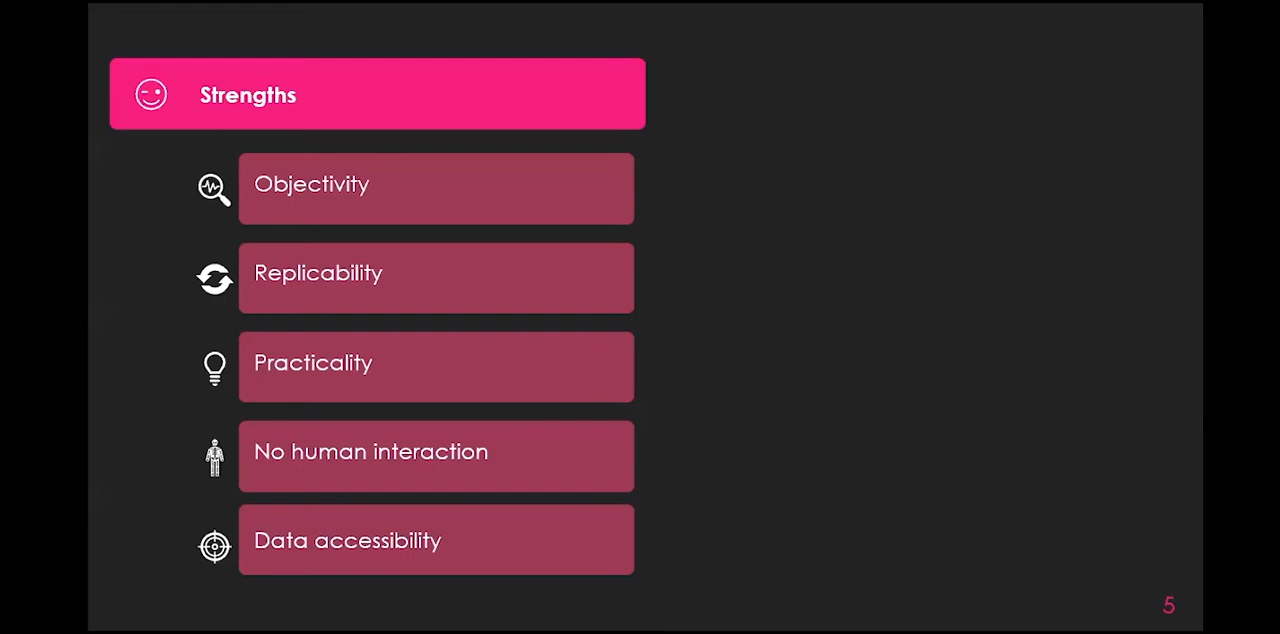 Strengths
Objectivity
Replicability
Practicality
No human interaction
Data accessibility
5